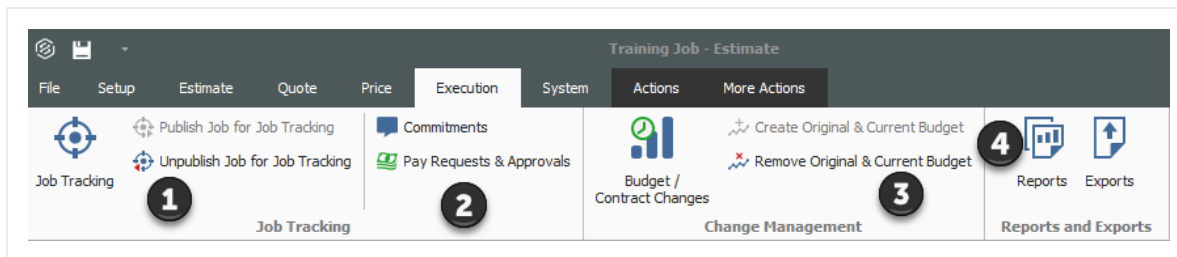 Training Job - Estimate
File Setup Estimate Quote Price Execution System Actions More Actions
Publish Job for Job Tracking
Commitments
Create Original & Current Budget
4
Unpublish Job for Job Tracking
Pay Requests & Approvals
Remove Original & Current Budget
Job Tracking
Budget /
Contract Changes
Reports Exports
1
2
3
Job Tracking
Change Management
Reports and Exports